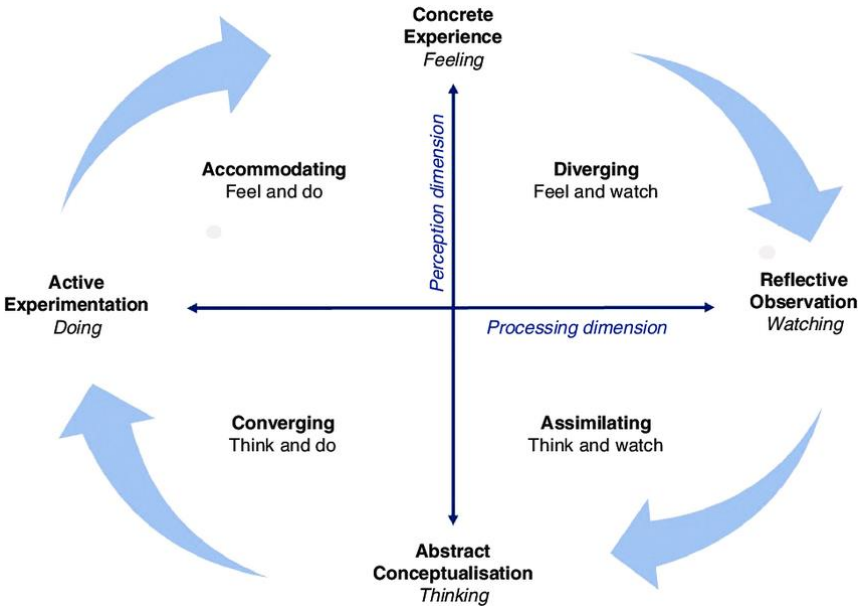 Concrete
Experience
Feeling
Perception dimension
Accommodating
Feel and do
Diverging
Feel and watch
Active
Experimentation
Doing
Reflective
Observation
Watching
Processing dimension
Converging
Think and do
Assimilating
Think and watch
Abstract
Conceptualisation
Thinking